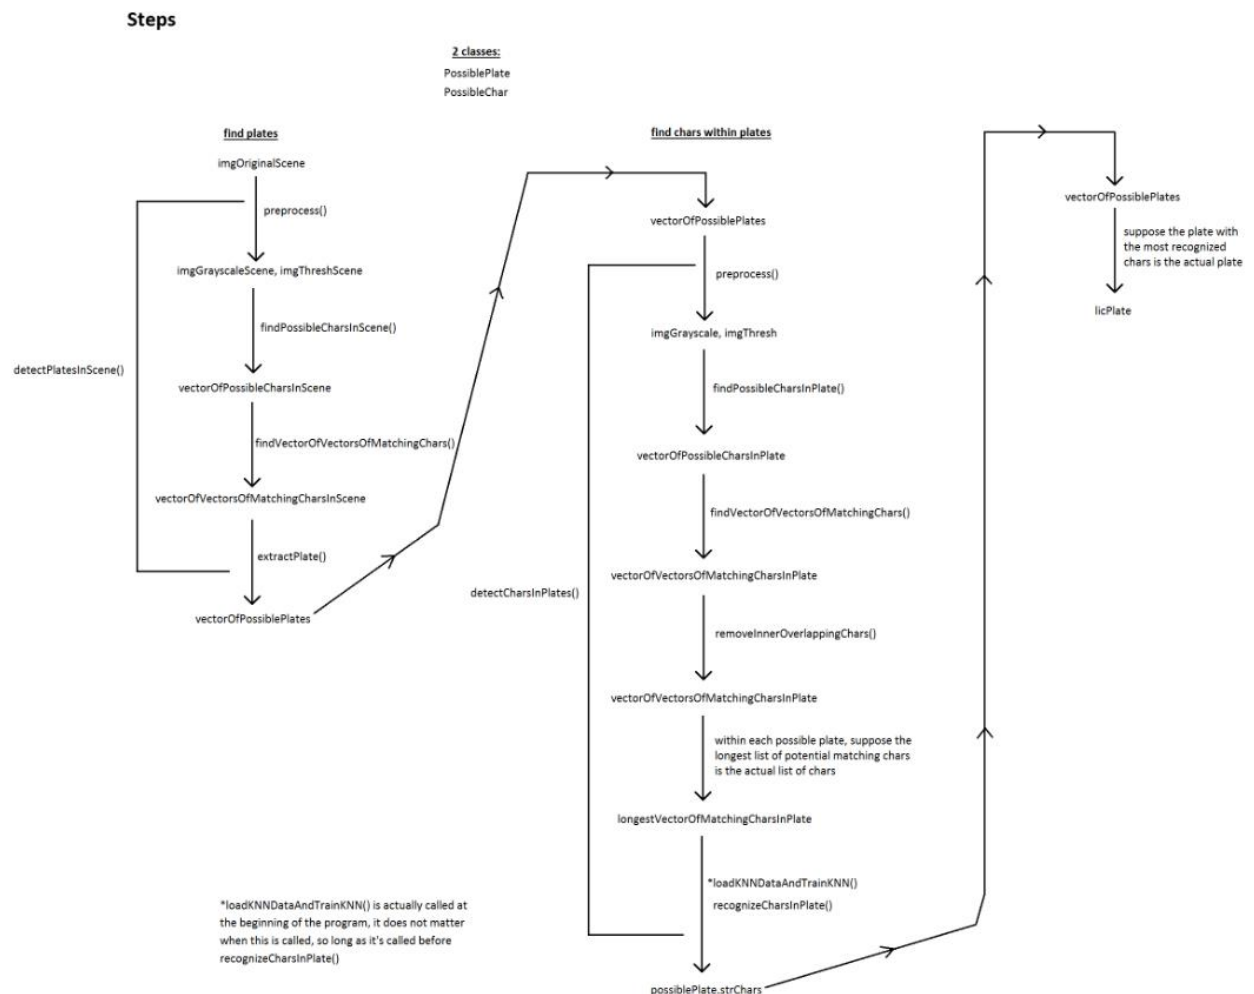 Steps
2 classes:
PossiblePlate
PossibleChar
find plates
imgOriginalScene
preprocess()
imgGrayscaleScene, imgThreshScene
findPossibleCharsInScene()
detectPlatesInScene()
vectorOfPossibleCharsInScene
findVectorOfVectorsOfMatchingChars()
vectorOfVectorsOfMatchingCharsInScene
extractPlate()
vectorOfPossiblePlates
find chars within plates
vectorOfPossiblePlates
preprocess()
imgGrayscale, imgThresh
findPossibleCharsInPlate()
vectorOfPossibleCharsInPlate
findVectorOfVectorsOfMatchingChars()
vectorOfVectorsOfMatchingCharsInPlate
detectCharsInPlates()
removeInnerOverlappingChars()
vectorOfVectorsOfMatchingCharsInPlate
within each possible plate, suppose the
longest list of potential matching chars
is the actual list of chars
longestVectorOfMatchingCharsInPlate
*loadKNNDataAndTrainKNN()
recognizeCharsInPlate()
possiblePlate.strChars
vectorOfPossiblePlates
suppose the plate with
the most recognized
chars is the actual plate
licPlate
*loadKNNDataAndTrainKNN() is actually called at
the beginning of the program, it does not matter
when this is called, so long as it's called before
recognizeCharsInPlate()